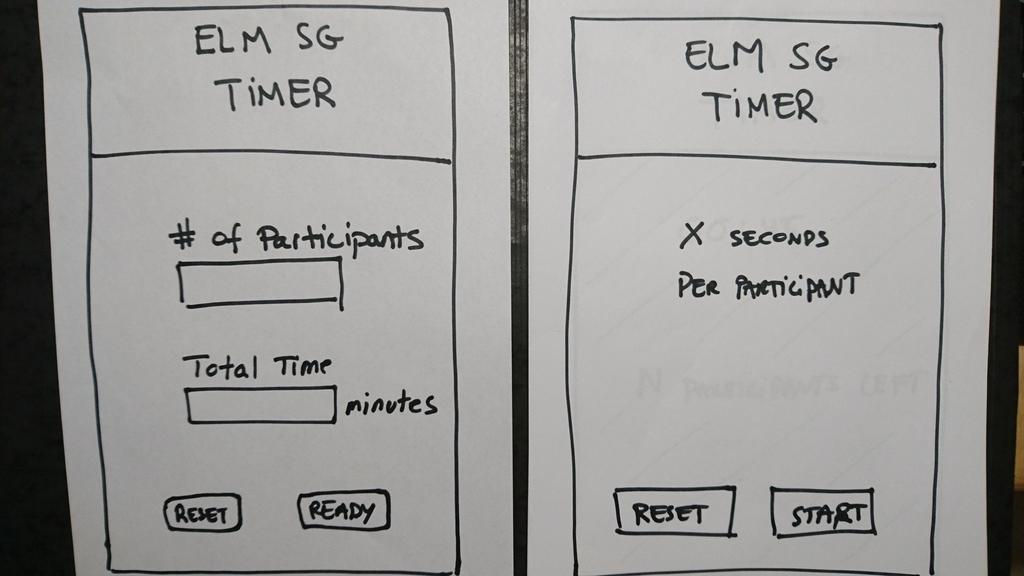 ELM SG
TIMER
# of Participants
Total Time
minutes
RESET
READY
ELM SG
TIMER
X SECONDS
PER PARTICIPANT
N PARTICIPANTS LEFT
RESET
START